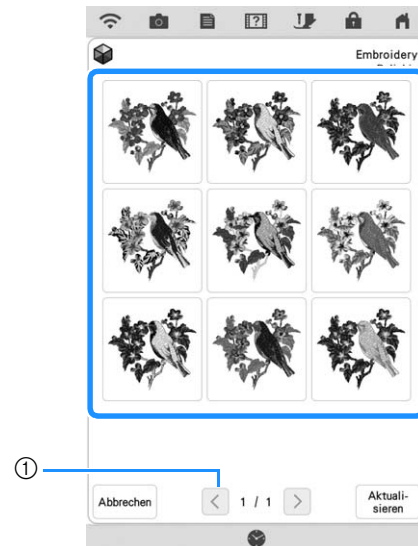 Embroidery
①
Abbrechen < 1 / 1 > Aktuali-
sieren